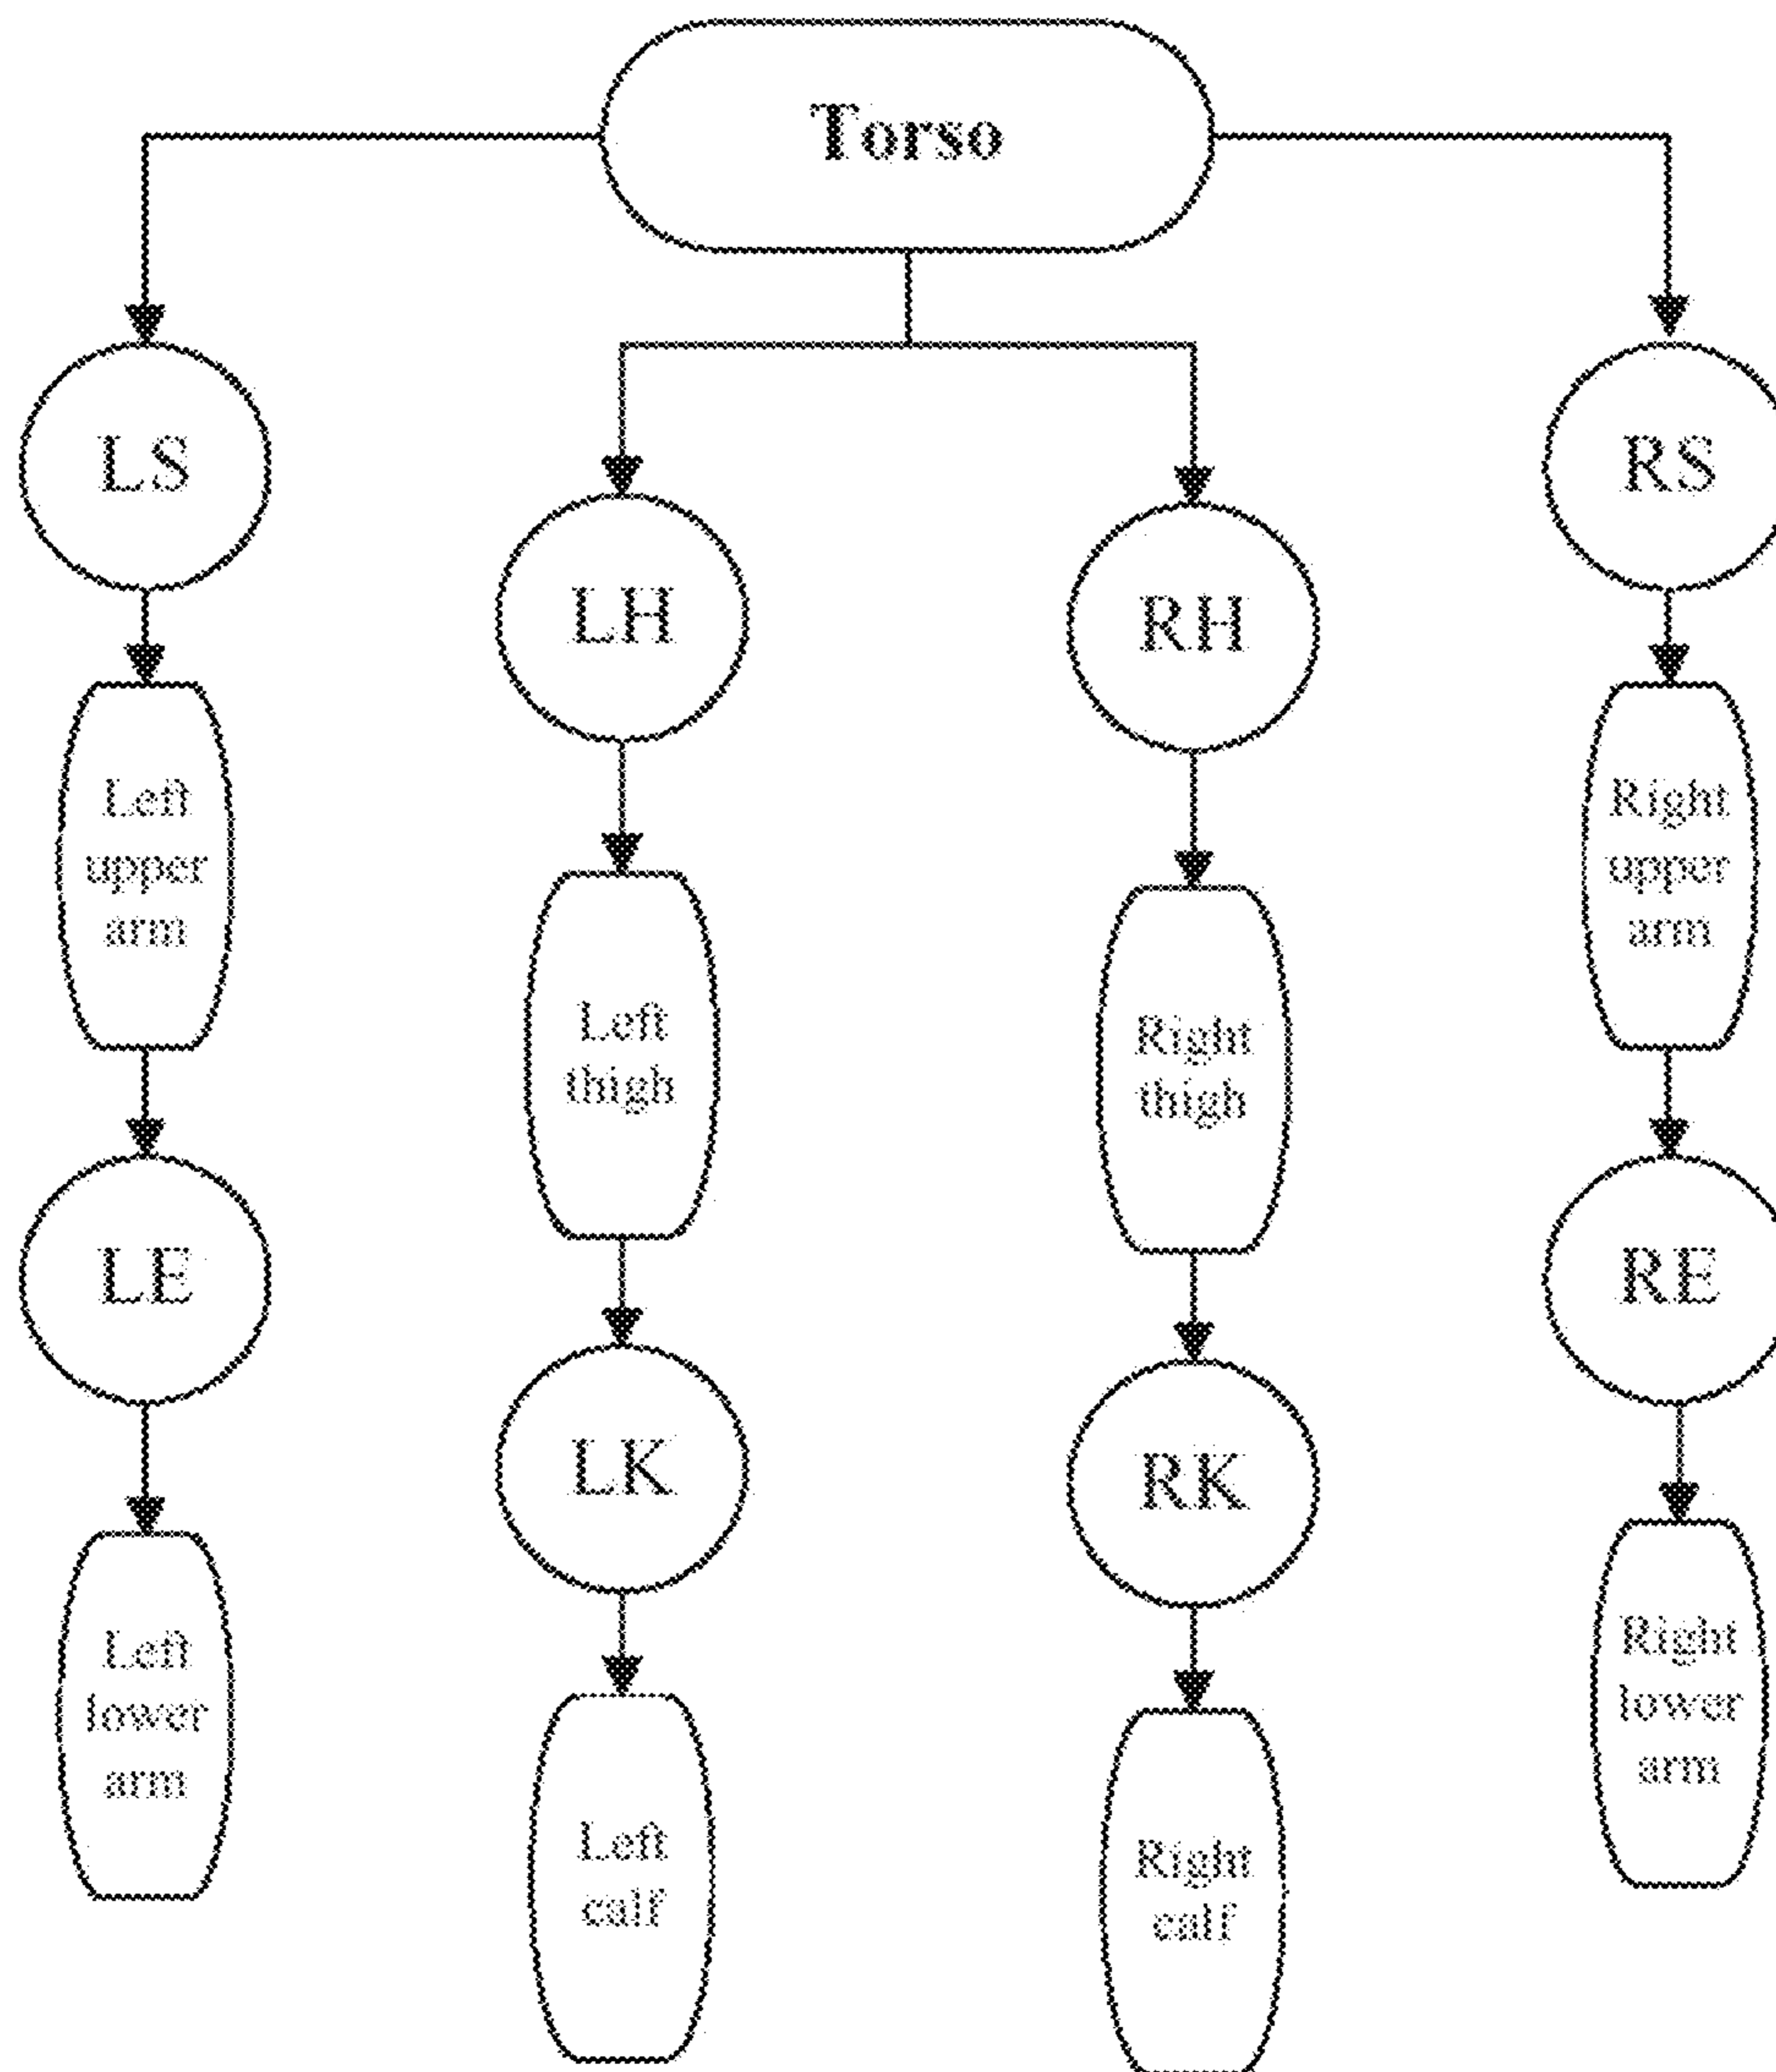 Torso
LS
RS
LH
RH
Left
upper
arm
Right
upper
arm
Left
thigh
Right
thigh
LE
RE
LK
RK
Left
lower
arm
Right
lower
arm
Left
calf
Right
calf